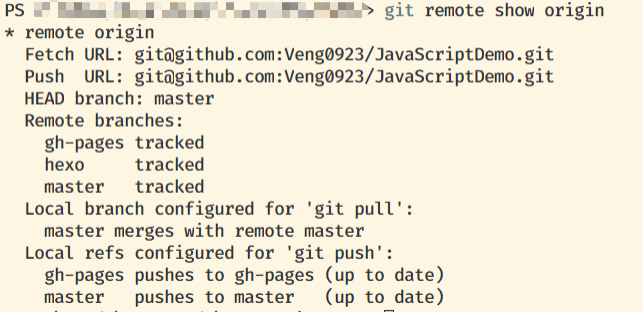 PS > git remote show origin
* remote origin
  Fetch URL: git@github.com:Veng0923/JavaScriptDemo.git
  Push  URL: git@github.com:Veng0923/JavaScriptDemo.git
  HEAD branch: master
  Remote branches:
    gh-pages tracked
    hexo     tracked
    master   tracked
  Local branch configured for 'git pull':
    master merges with remote master
  Local refs configured for 'git push':
    gh-pages pushes to gh-pages (up to date)
    master   pushes to master   (up to date)